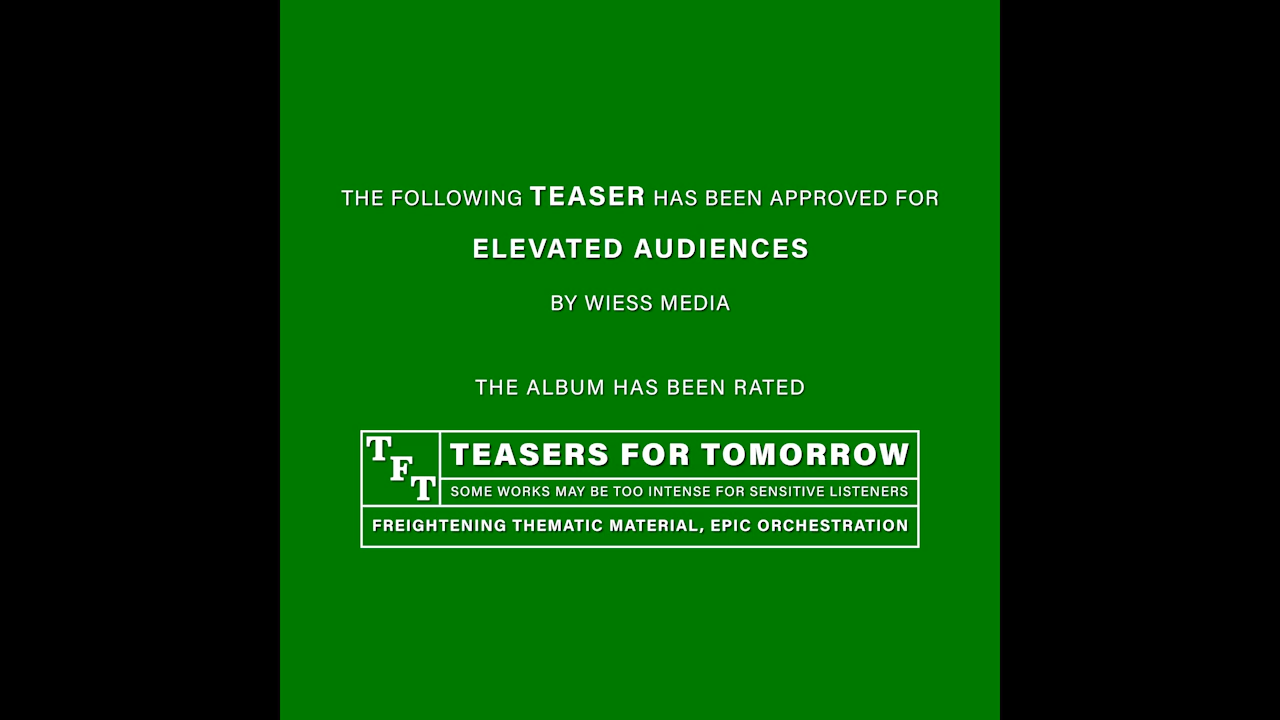 THE FOLLOWING TEASER HAS BEEN APPROVED FOR
ELEVATED AUDIENCES
BY WIESS MEDIA
THE ALBUM HAS BEEN RATED
TFT
TEASERS FOR TOMORROW
SOME WORKS MAY BE TOO INTENSE FOR SENSITIVE LISTENERS
FREIGHTENING THEMATIC MATERIAL, EPIC ORCHESTRATION